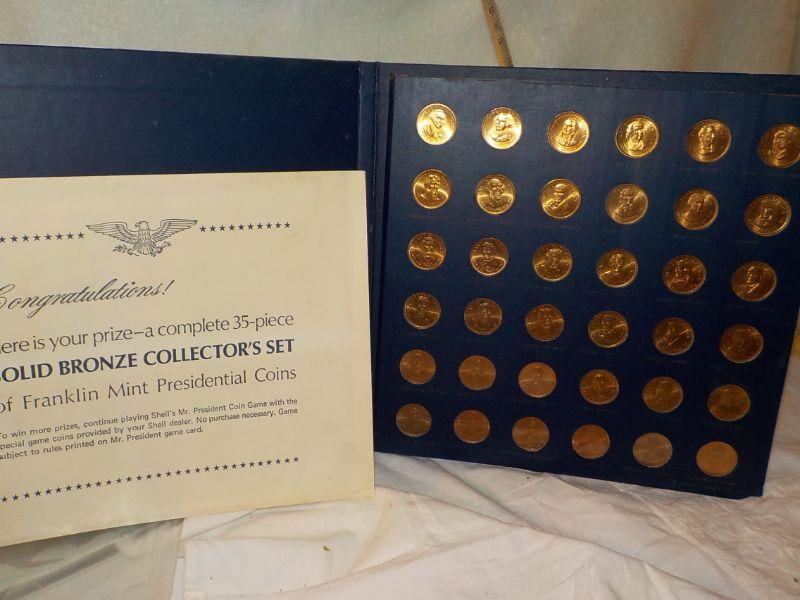 Congratulations!
ere is your prize–a complete 35-piece
SOLID BRONZE COLLECTOR'S SET
of Franklin Mint Presidential Coins
To win more prizes, continue playing Shell's Mr. President Coin Game with the
special game coins provided by your Shell dealer. No purchase necessary. Game
subject to rules printed on Mr. President game card.